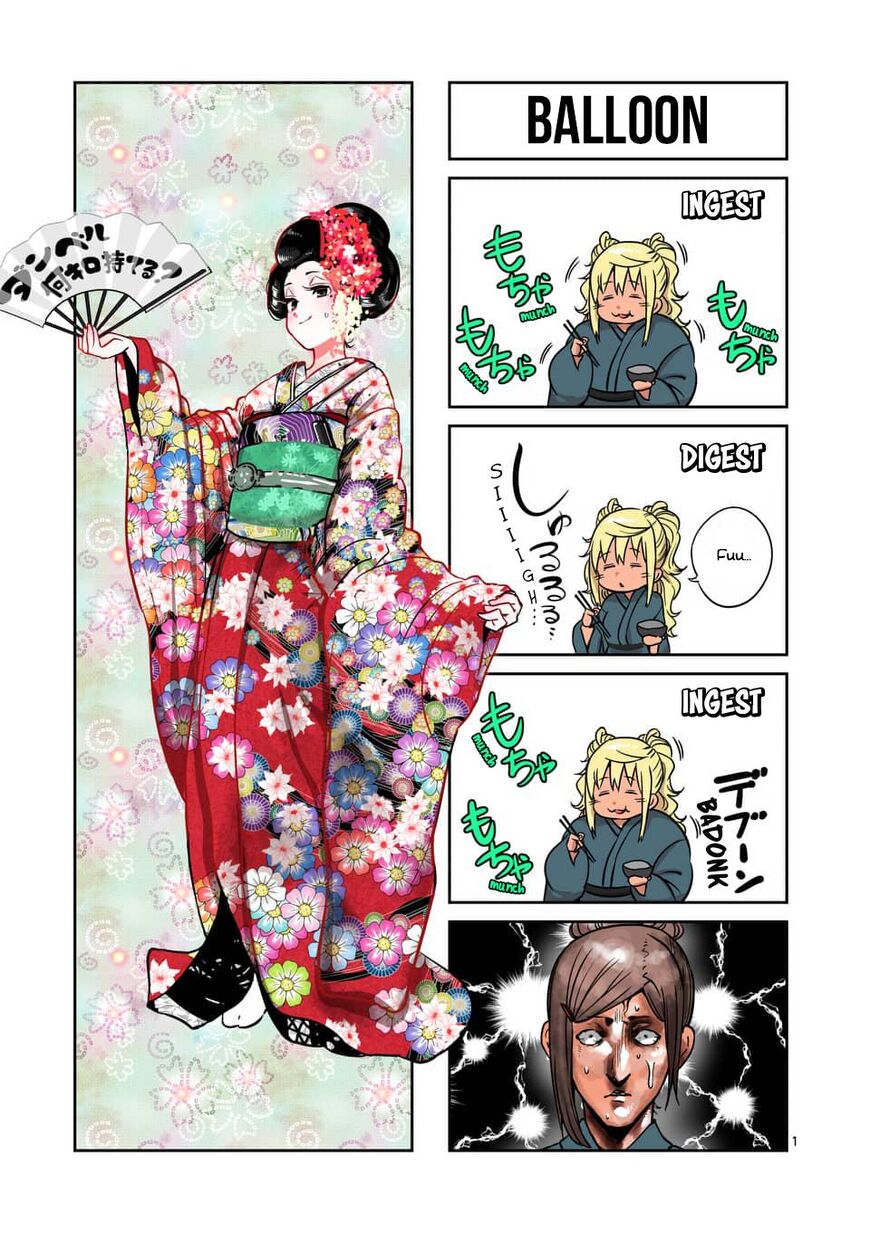 ダンベル
何キロ持てる?
BALLOON
INGEST
もちゃ
munch
もちゃ
munch
もちゃ
munch
DIGEST
Fuu...
しゅるるるる…
SIIIIGH...
INGEST
もちゃ
munch
もちゃ
munch
デブーン
BADONK
1